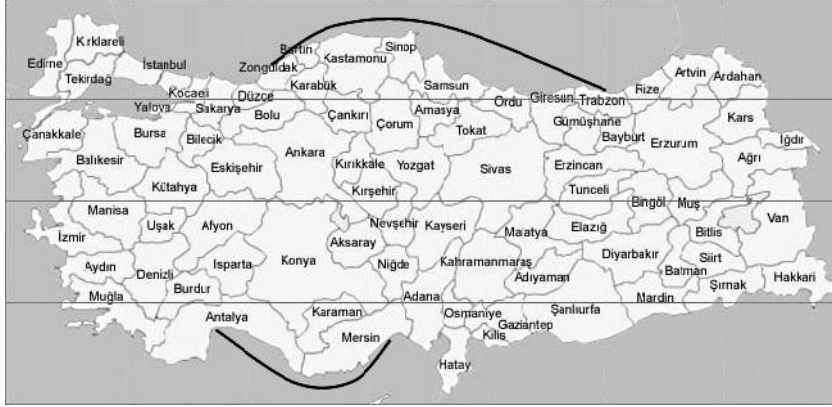 Kırklareli
Edirne
Tekirdağ
İstanbul
Kocaeli
Yalova
Sakarya
Düzce
Zonguldak
Bartın
Karabük
Kastamonu
Sinop
Samsun
Ordu
Giresun
Trabzon
Rize
Artvin
Ardahan
Çanakkale
Bursa
Bilecik
Bolu
Çankırı
Çorum
Amasya
Tokat
Gümüşhane
Bayburt
Erzurum
Kars
Iğdır
Ağrı
Balıkesir
Kütahya
Eskişehir
Ankara
Kırıkkale
Yozgat
Sivas
Erzincan
Tunceli
Kırşehir
Manisa
Uşak
Afyon
Nevşehir
Kayseri
Malatya
Elazığ
Bingöl
Muş
Van
Bitlis
İzmir
Aksaray
Konya
Niğde
Kahramanmaraş
Adıyaman
Diyarbakır
Siirt
Batman
Hakkari
Şırnak
Mardin
Aydın
Denizli
Isparta
Burdur
Muğla
Antalya
Karaman
Mersin
Adana
Osmaniye
Gaziantep
Şanlıurfa
Kilis
Hatay